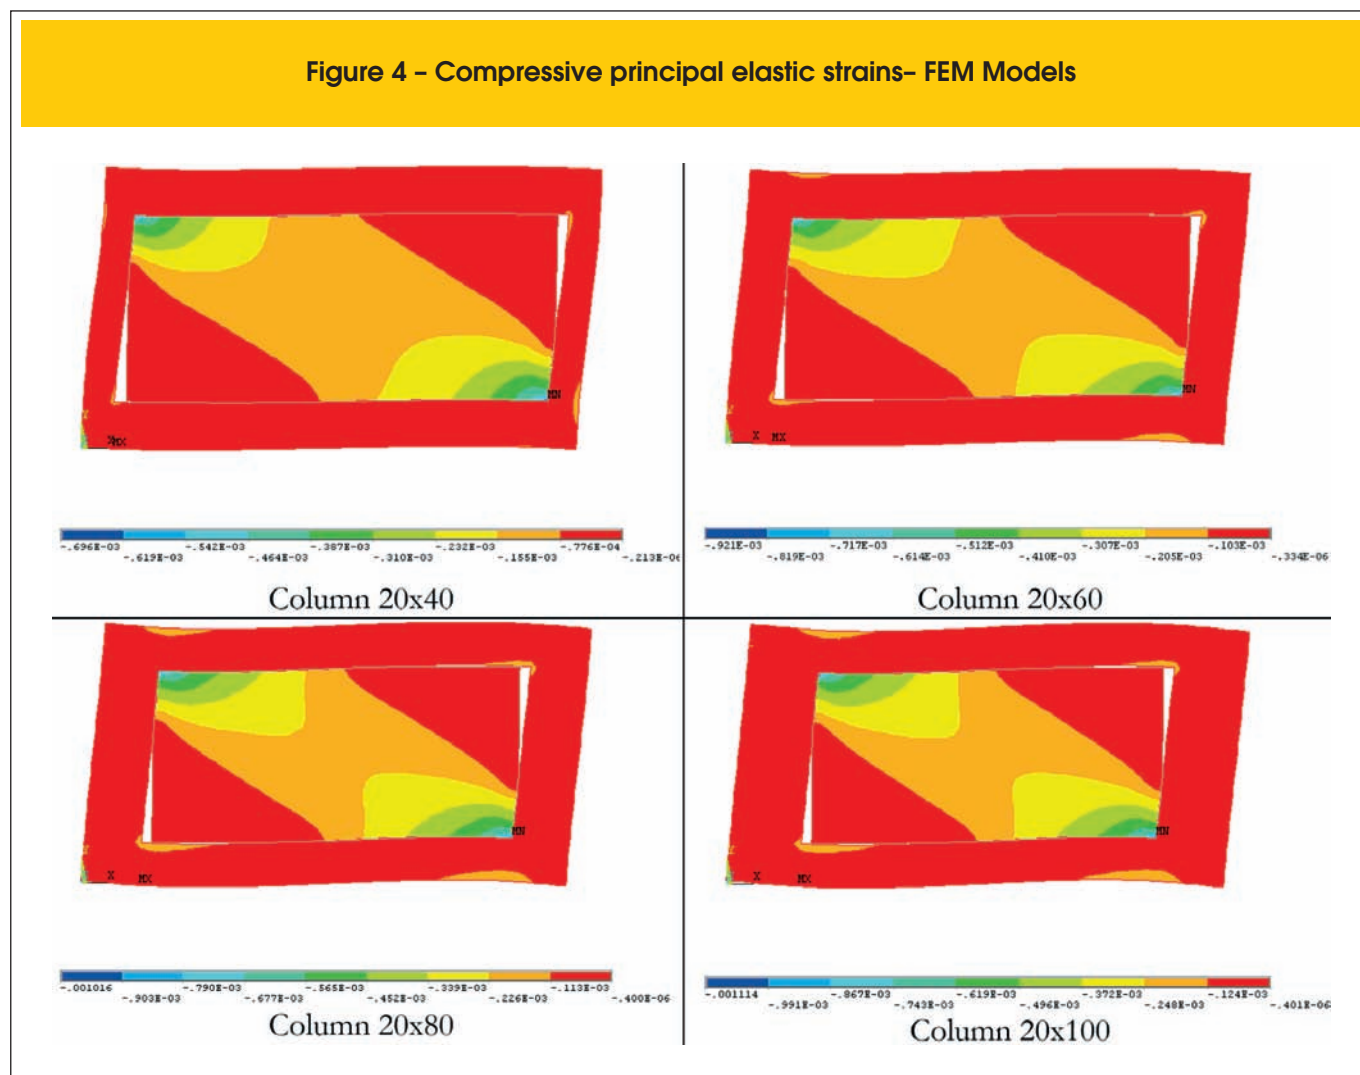 Figure 4 – Compressive principal elastic strains– FEM Models
MN
Y
X MX
-.696E-03 -.542E-03 -.387E-03 -.232E-03 -.776E-04
-.619E-03 -.464E-03 -.310E-03 -.155E-03 -.213E-06
Column 20x40
MN
Y
X MX
-.921E-03 -.717E-03 -.512E-03 -.307E-03 -.103E-03
-.819E-03 -.614E-03 -.410E-03 -.205E-03 -.334E-06
Column 20x60
MN
Y
X MX
-.001016 -.790E-03 -.565E-03 -.339E-03 -.113E-03
-.903E-03 -.677E-03 -.452E-03 -.226E-03 -.400E-06
Column 20x80
MN
Y
X MX
-.001114 -.867E-03 -.619E-03 -.372E-03 -.124E-03
-.991E-03 -.743E-03 -.496E-03 -.248E-03 -.401E-06
Column 20x100